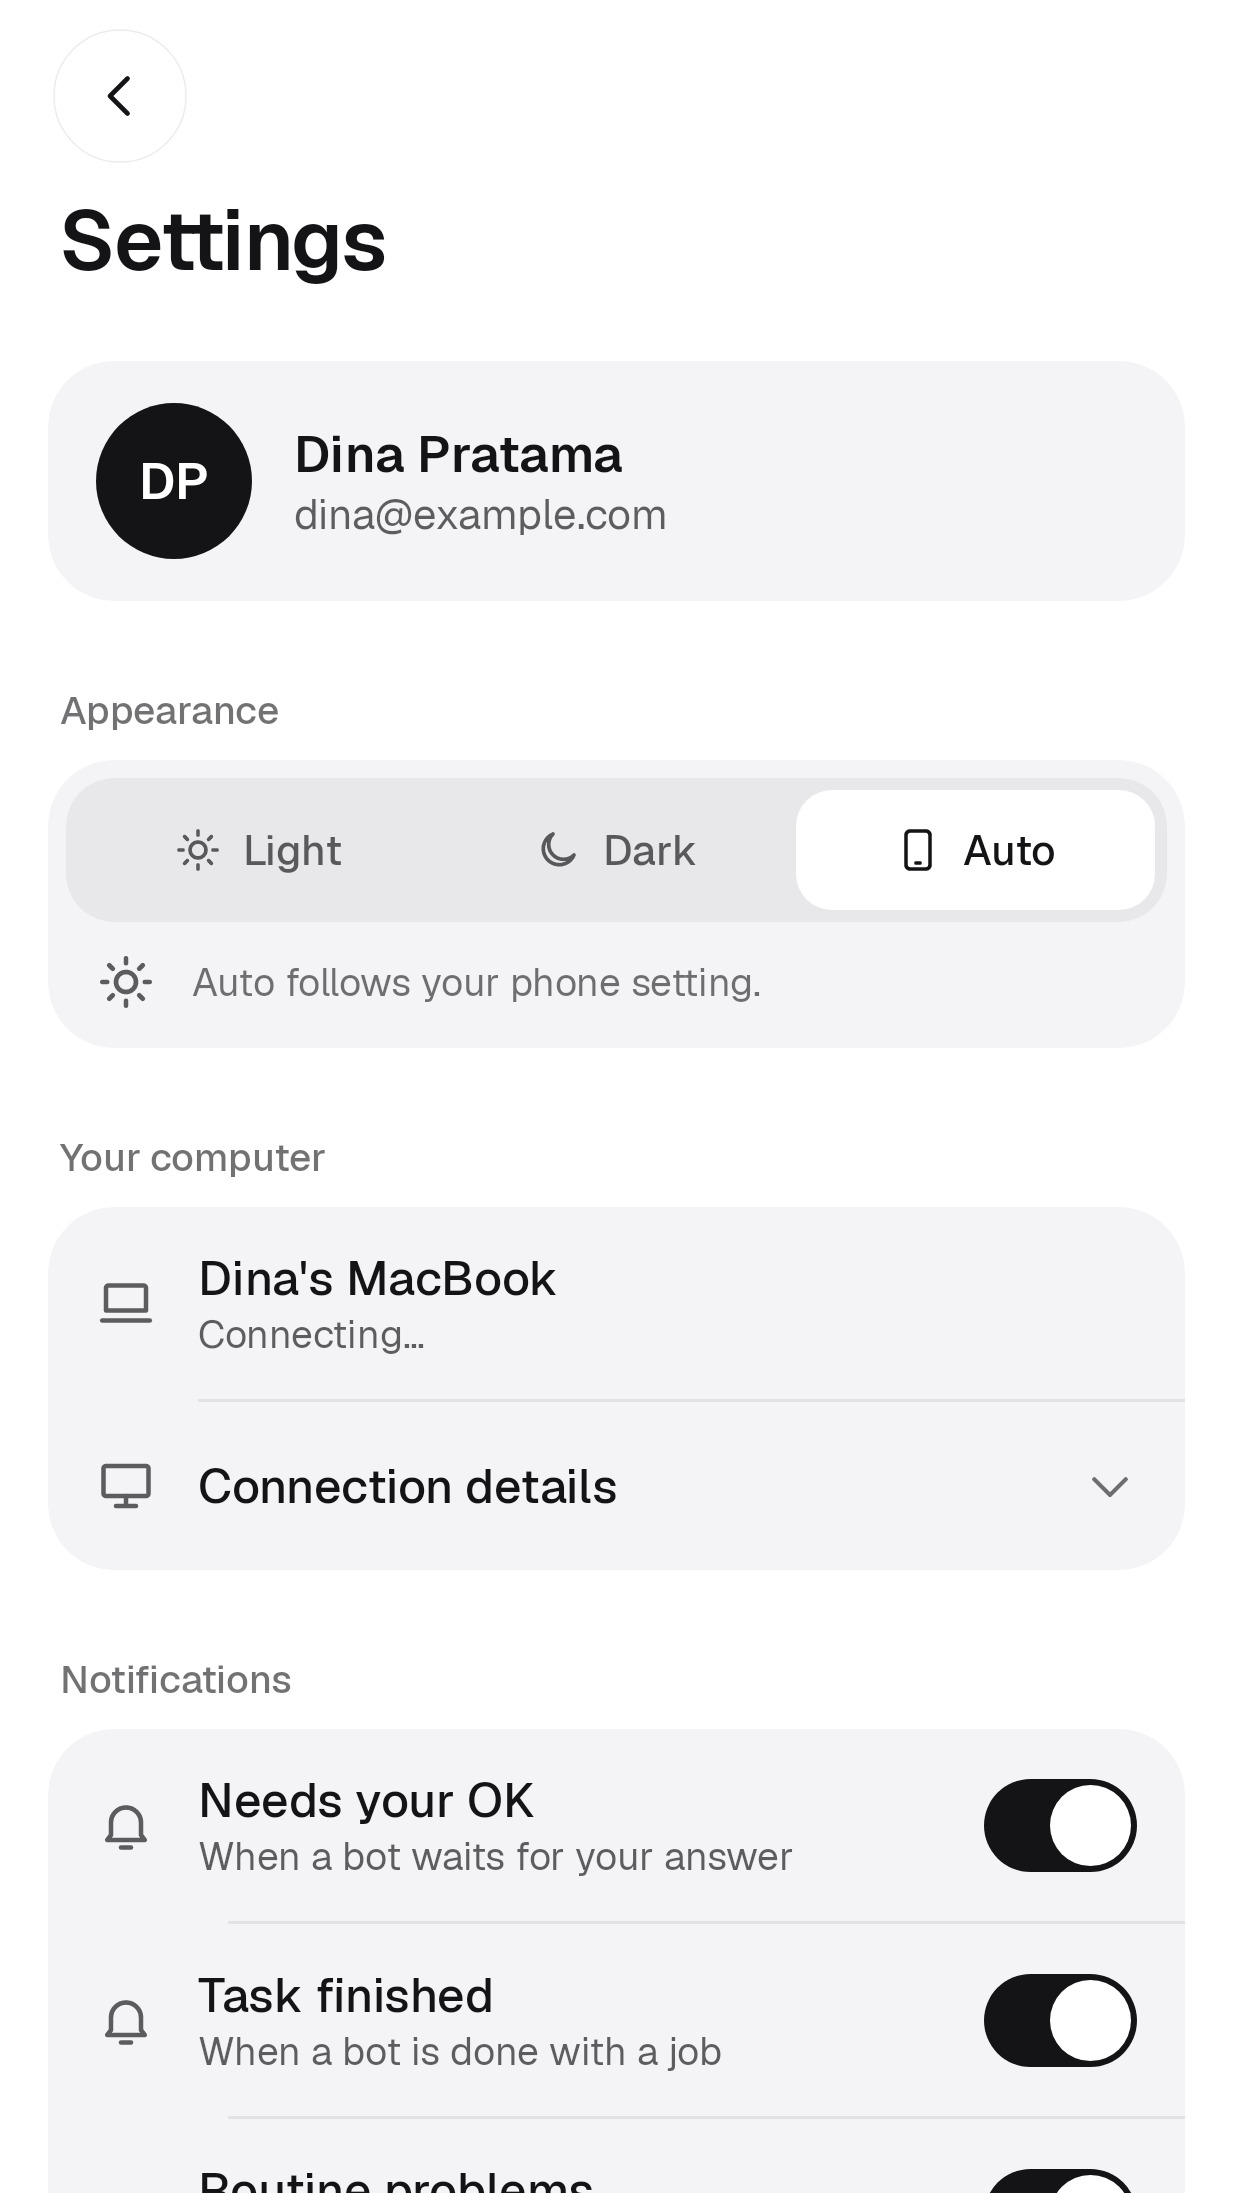 Settings
DP
Dina Pratama
dina@example.com
Appearance
Light
Dark
Auto
Auto follows your phone setting.
Your computer
Dina's MacBook
Connecting...
Connection details
Notifications
Needs your OK
When a bot waits for your answer
Task finished
When a bot is done with a job
Routine problems